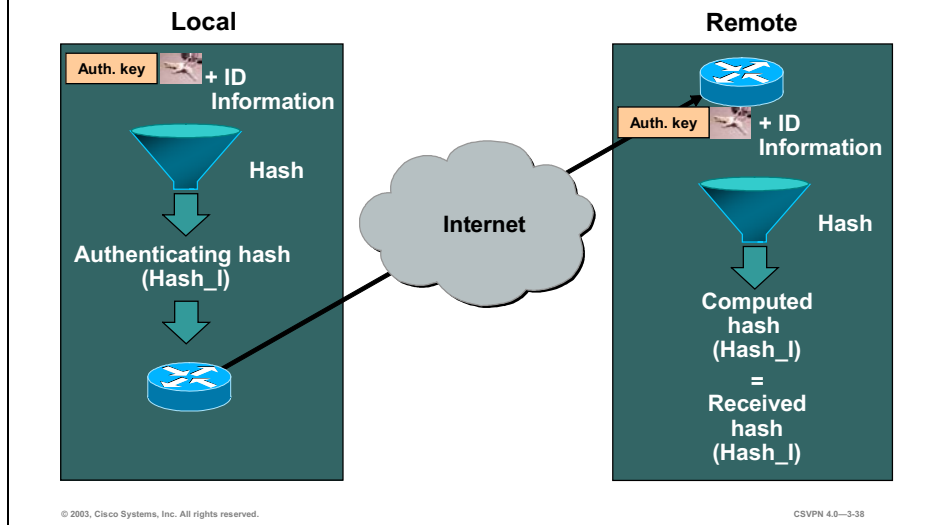 Local
Auth. key
+ ID
Information
Hash
Authenticating hash
(Hash_I)
Internet
Remote
Auth. key
+ ID
Information
Hash
Computed
hash
(Hash_I)
=
Received
hash
(Hash_I)
© 2003, Cisco Systems, Inc. All rights reserved.
CSVPN 4.0—3-38